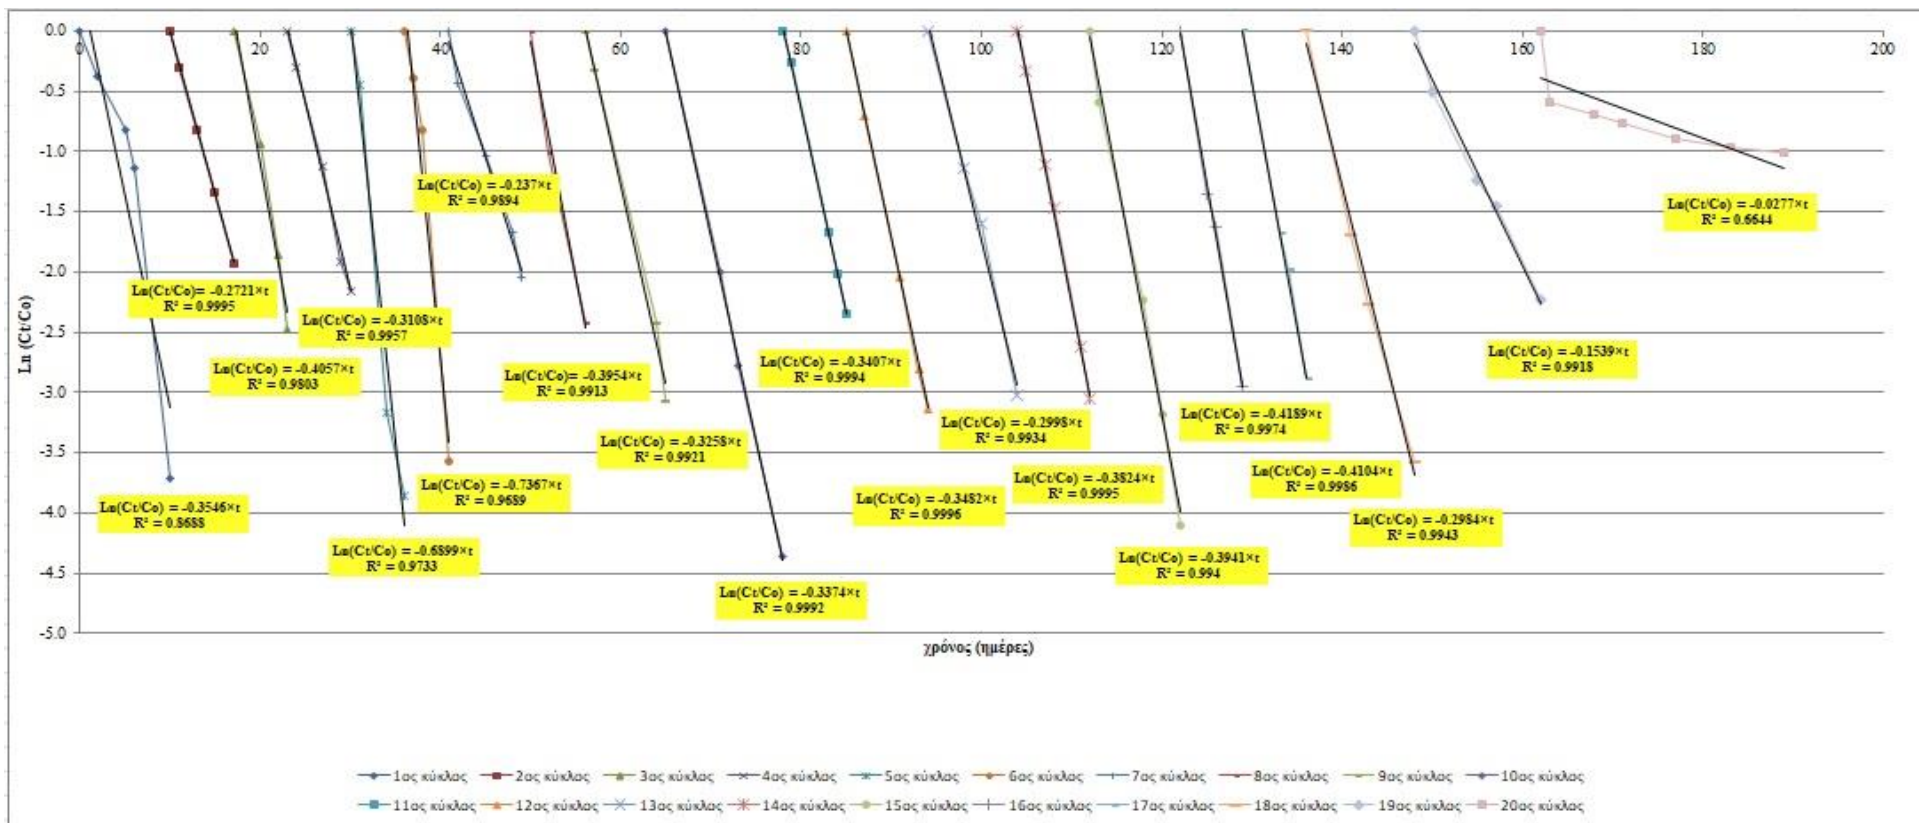 0.0
0 20 40 60 80 100 120 140 160 180 200
-0.5
-1.0
-1.5
-2.0
-2.5
-3.0
-3.5
-4.0
-4.5
-5.0
Ln (Ct/Co)
χρόνος (ημέρες)
Ln(Ct/Co) = -0.3546×t
R² = 0.8688
Ln(Ct/Co)= -0.2721×t
R² = 0.9995
Ln(Ct/Co) = -0.4057×t
R² = 0.9803
Ln(Ct/Co) = -0.3108×t
R² = 0.9957
Ln(Ct/Co) = -0.6899×t
R² = 0.9733
Ln(Ct/Co) = -0.7367×t
R² = 0.9689
Ln(Ct/Co) = -0.237×t
R² = 0.9894
Ln(Ct/Co)= -0.3954×t
R² = 0.9913
Ln(Ct/Co) = -0.3258×t
R² = 0.9921
Ln(Ct/Co) = -0.3374×t
R² = 0.9992
Ln(Ct/Co) = -0.3407×t
R² = 0.9994
Ln(Ct/Co) = -0.3482×t
R² = 0.9996
Ln(Ct/Co) = -0.2998×t
R² = 0.9934
Ln(Ct/Co) = -0.3824×t
R² = 0.9995
Ln(Ct/Co) = -0.3941×t
R² = 0.994
Ln(Ct/Co) = -0.4189×t
R² = 0.9974
Ln(Ct/Co) = -0.4104×t
R² = 0.9986
Ln(Ct/Co) = -0.2984×t
R² = 0.9943
Ln(Ct/Co) = -0.1539×t
R² = 0.9918
Ln(Ct/Co) = -0.0277×t
R² = 0.6644
1ος κύκλος 2ος κύκλος 3ος κύκλος 4ος κύκλος 5ος κύκλος 6ος κύκλος 7ος κύκλος 8ος κύκλος 9ος κύκλος 10ος κύκλος
11ος κύκλος 12ος κύκλος 13ος κύκλος 14ος κύκλος 15ος κύκλος 16ος κύκλος 17ος κύκλος 18ος κύκλος 19ος κύκλος 20ος κύκλος